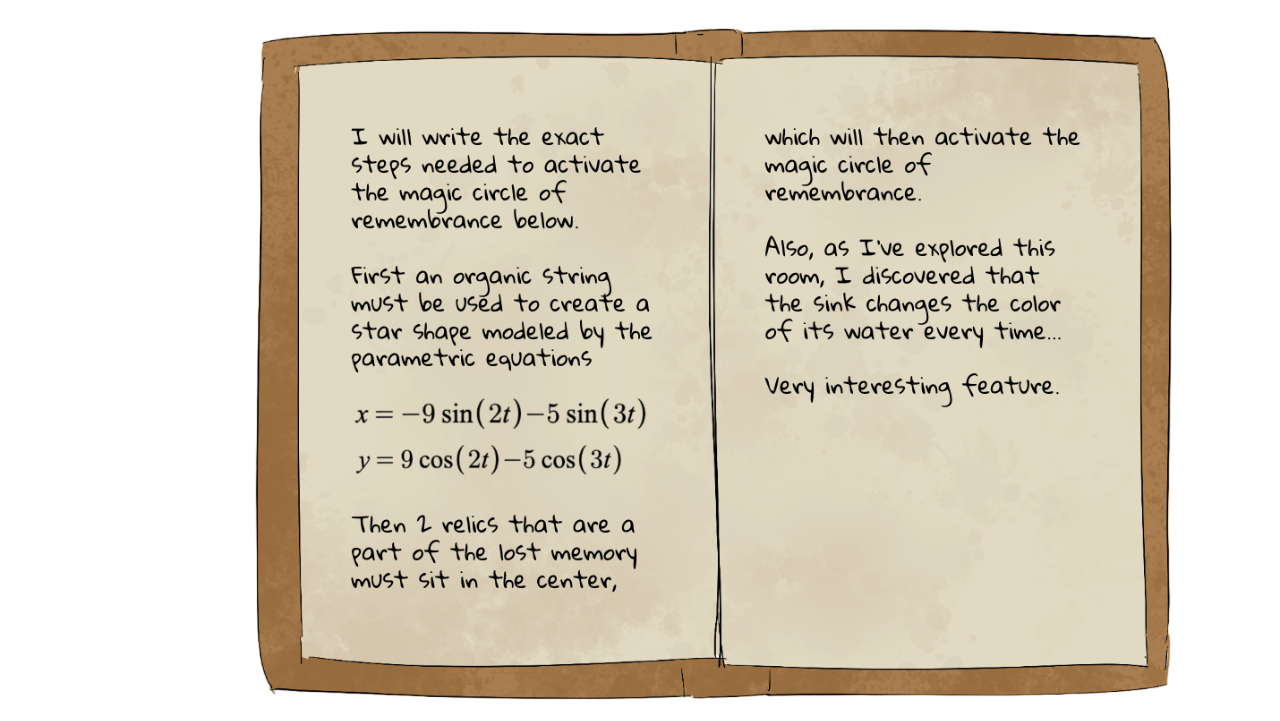 I will write the exact
steps needed to activate
the magic circle of
remembrance below.
First an organic string
must be used to create a
star shape modeled by the
parametric equations
x = −9 sin(2t) − 5 sin(3t)
y = 9 cos(2t) − 5 cos(3t)
Then 2 relics that are a
part of the lost memory
must sit in the center,
which will then activate the
magic circle of
remembrance.
Also, as I've explored this
room, I discovered that
the sink changes the color
of its water every time...
Very interesting feature.